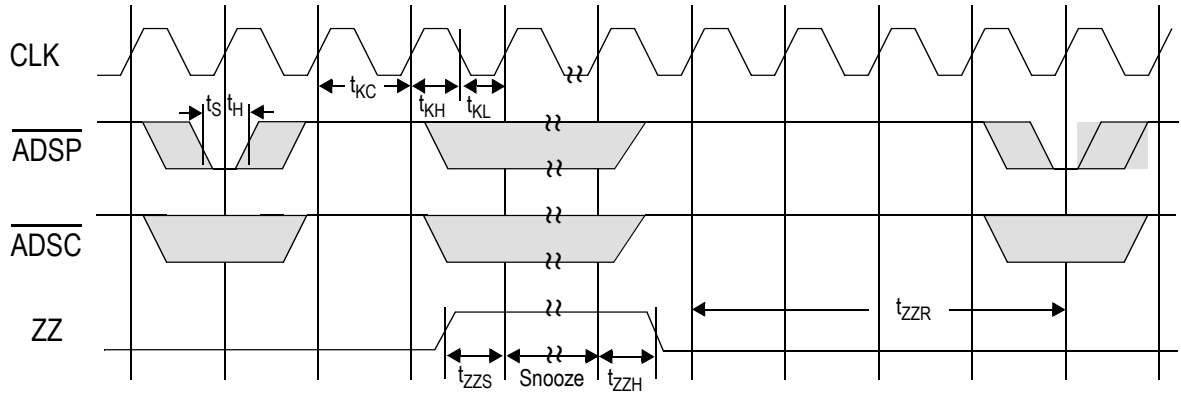 CLK
tKC
tKH
tKL
tS tH
ADSP
ADSC
ZZ
tZZR
tZZS
Snooze
tZZH